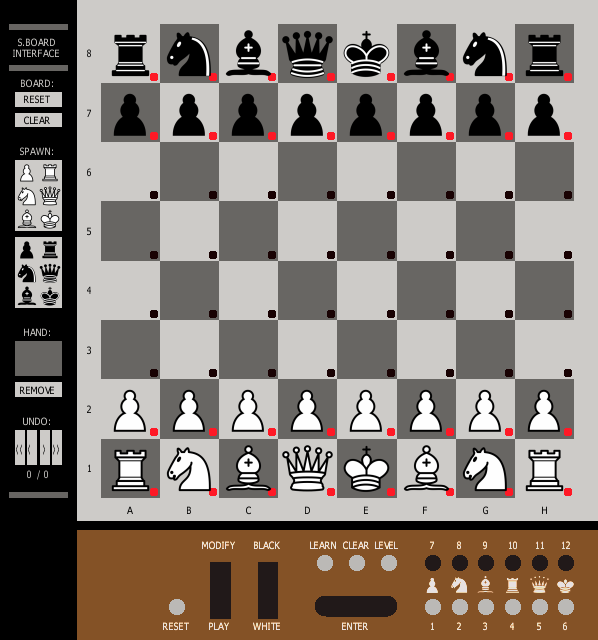 S.BOARD
INTERFACE
BOARD:
RESET
CLEAR
SPAWN:
HAND:
REMOVE
UNDO:
⟨⟨ ⟨ ⟩ ⟩⟩
0 / 0
8
7
6
5
4
3
2
1
A B C D E F G H
MODIFY BLACK LEARN CLEAR LEVEL 7 8 9 10 11 12
RESET PLAY WHITE ENTER 1 2 3 4 5 6